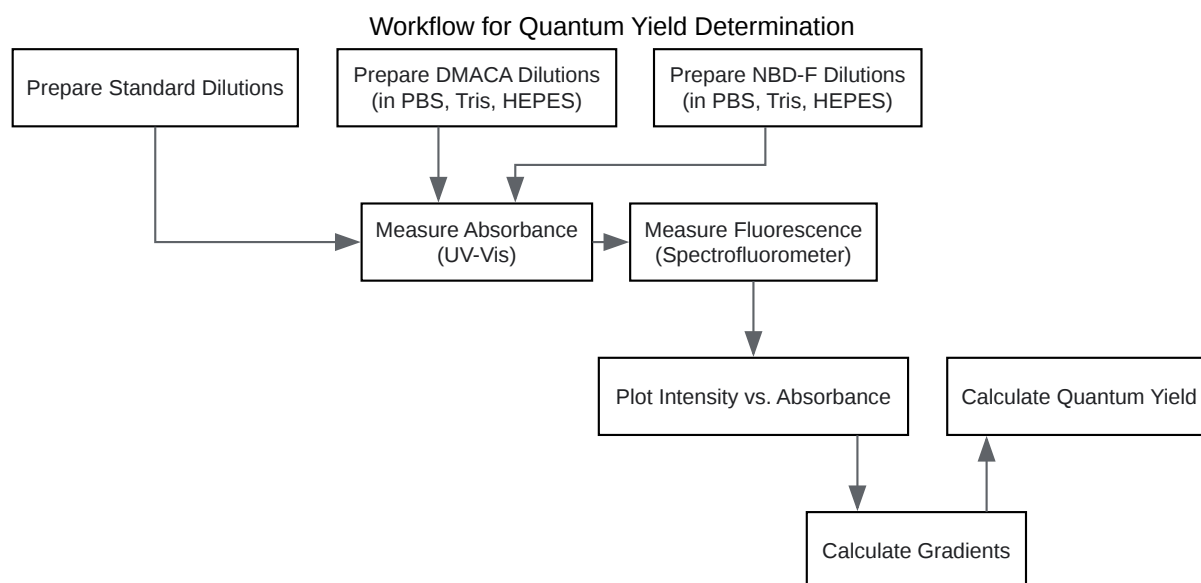 Workflow for Quantum Yield Determination
Prepare Standard Dilutions
Prepare DMACA Dilutions
(in PBS, Tris, HEPES)
Prepare NBD-F Dilutions
(in PBS, Tris, HEPES)
Measure Absorbance
(UV-Vis)
Measure Fluorescence
(Spectrofluorometer)
Plot Intensity vs. Absorbance
Calculate Quantum Yield
Calculate Gradients